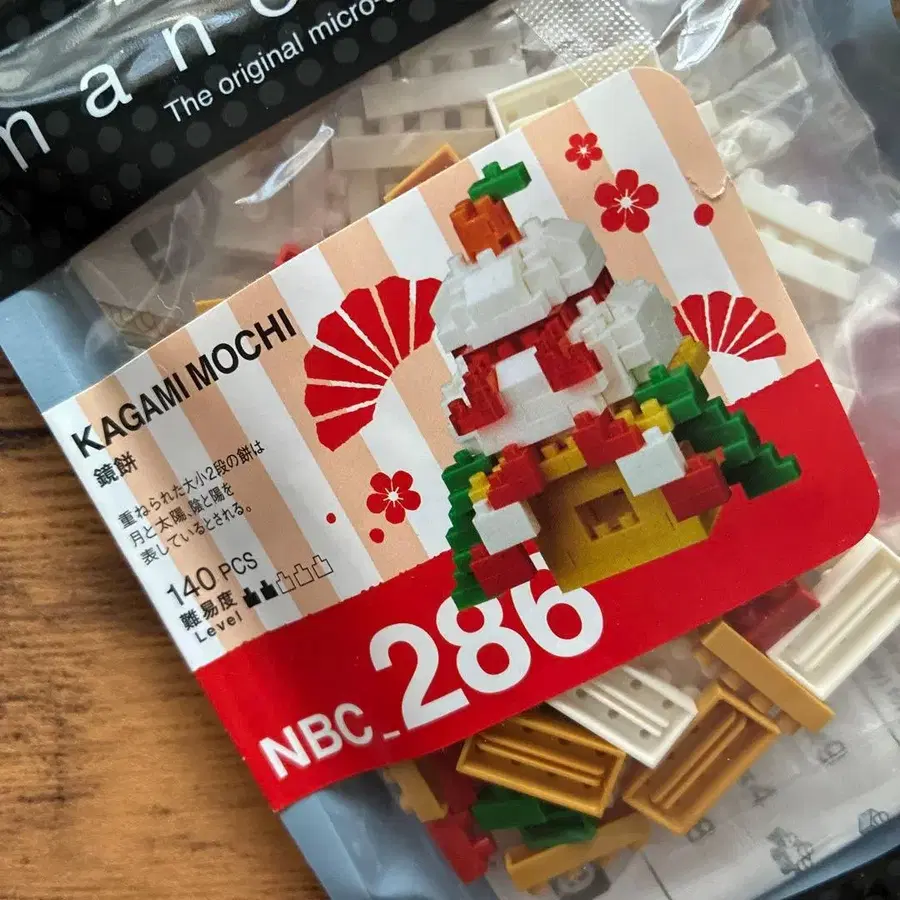 The original micro-
KAGAMI MOCHI
鏡餅
重ねられた大小2段の餅は
月と太陽、陰と陽を
表しているとされる。
140 PCS
難易度
Level
NBC_286